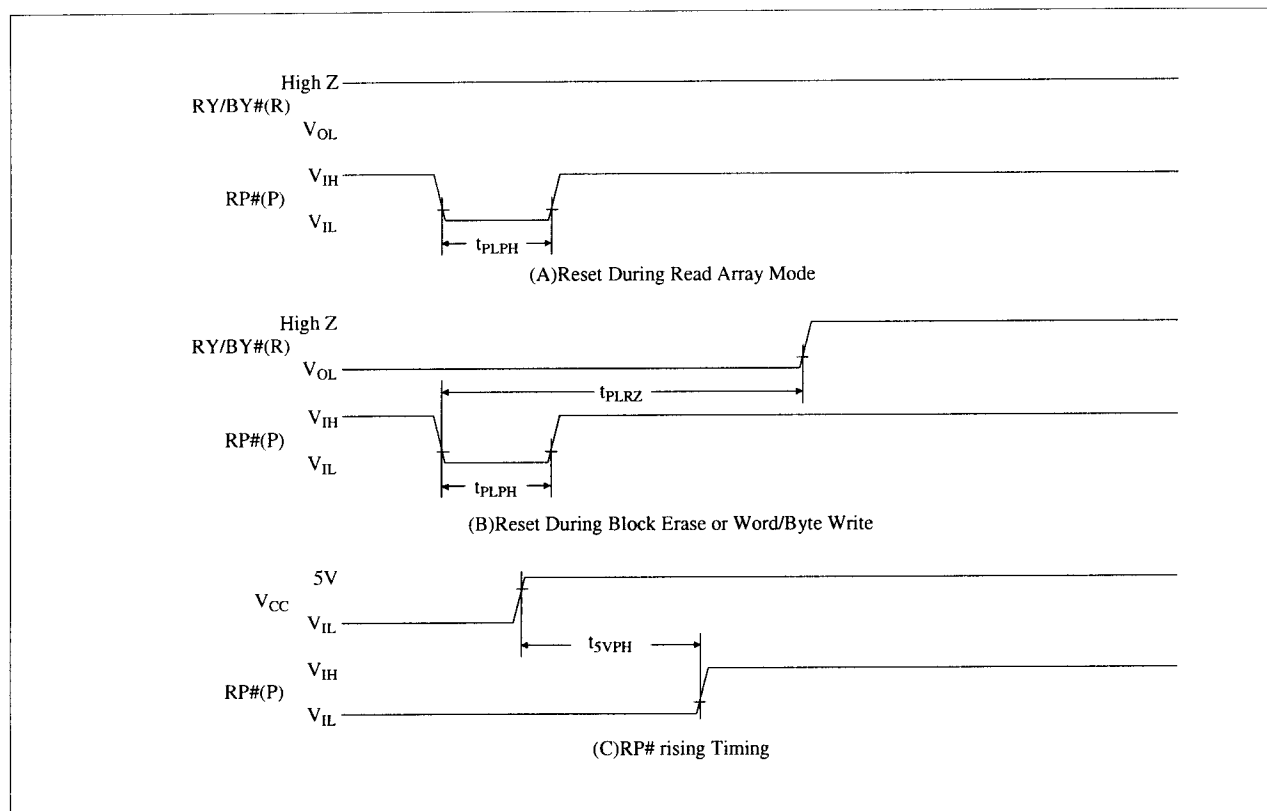 High Z
RY/BY#(R)
VOL
VIH
RP#(P)
VIL
tPLPH
(A)Reset During Read Array Mode
High Z
RY/BY#(R)
VOL
tPLRZ
VIH
RP#(P)
VIL
tPLPH
(B)Reset During Block Erase or Word/Byte Write
5V
VCC
VIL
t5VPH
VIH
RP#(P)
VIL
(C)RP# rising Timing